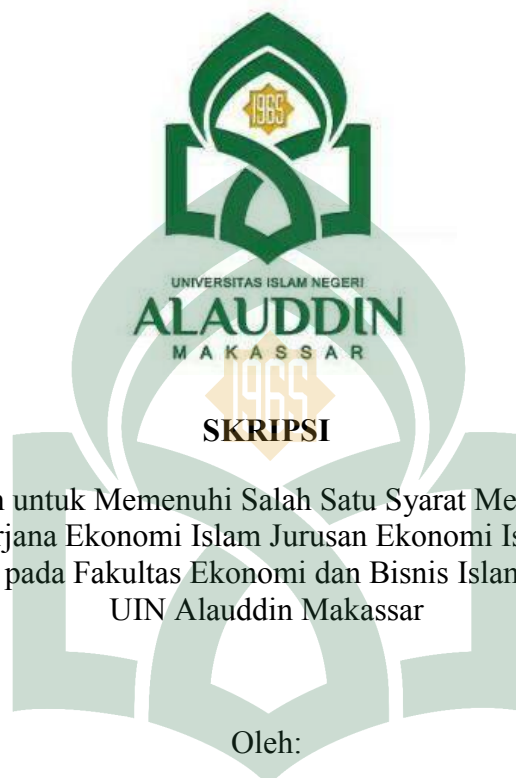 1965
UNIVERSITAS ISLAM NEGERI
ALAUDDIN
MAKASSAR
1965
SKRIPSI
untuk Memenuhi Salah Satu Syarat
Ekonomi Islam Jurusan Ekonomi
pada Fakultas Ekonomi dan Bisnis
UIN Alauddin Makassar
Oleh: